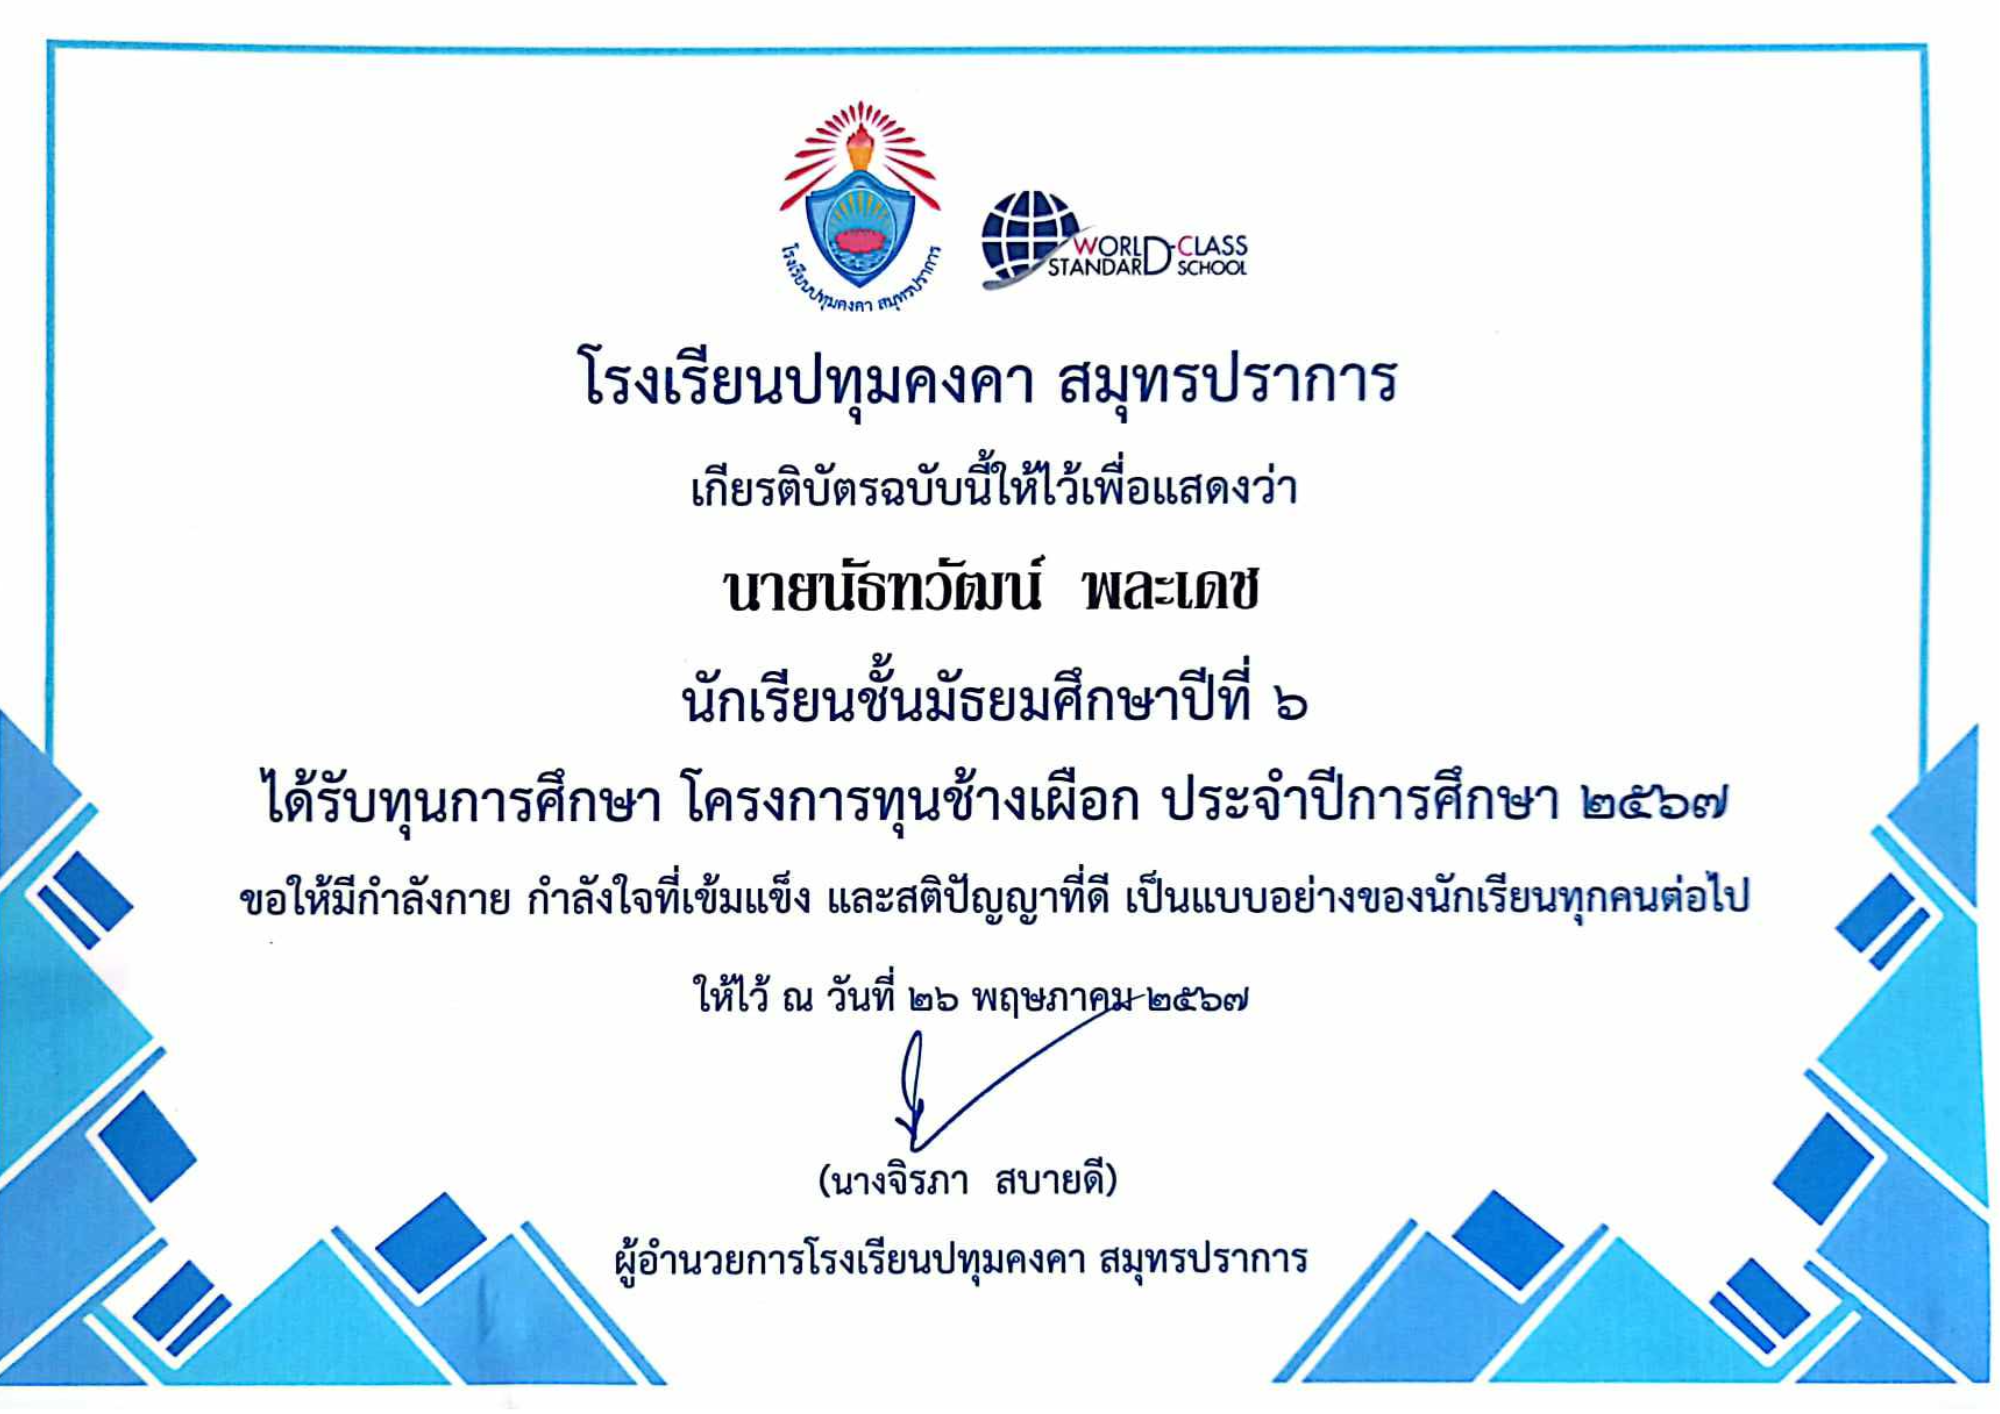 โรงเรียนปทุมคงคา สมุทรปราการ
WORLD-CLASS
STANDARD SCHOOL
โรงเรียนปทุมคงคา สมุทรปราการ
เกียรติบัตรฉบับนี้ให้ไว้เพื่อแสดงว่า
นายนัธทวัฒน์ พละเดช
นักเรียนชั้นมัธยมศึกษาปีที่ ๖
ได้รับทุนการศึกษา โครงการทุนช้างเผือก ประจำปีการศึกษา ๒๕๖๗
ขอให้มีกำลังกาย กำลังใจที่เข้มแข็ง และสติปัญญาที่ดี เป็นแบบอย่างของนักเรียนทุกคนต่อไป
ให้ไว้ ณ วันที่ ๒๖ พฤษภาคม ๒๕๖๗
(นางจิรภา สบายดี)
ผู้อำนวยการโรงเรียนปทุมคงคา สมุทรปราการ